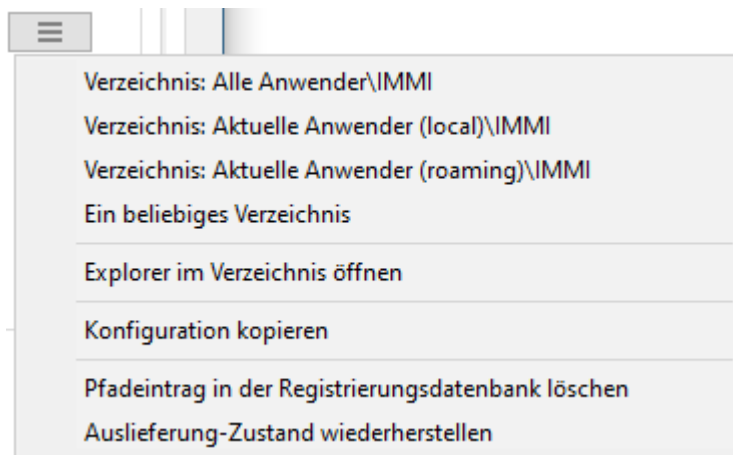 Verzeichnis: Alle Anwender\IMMI
Verzeichnis: Aktuelle Anwender (local)\IMMI
Verzeichnis: Aktuelle Anwender (roaming)\IMMI
Ein beliebiges Verzeichnis
Explorer im Verzeichnis öffnen
Konfiguration kopieren
Pfadeintrag in der Registrierungsdatenbank löschen
Auslieferung-Zustand wiederherstellen